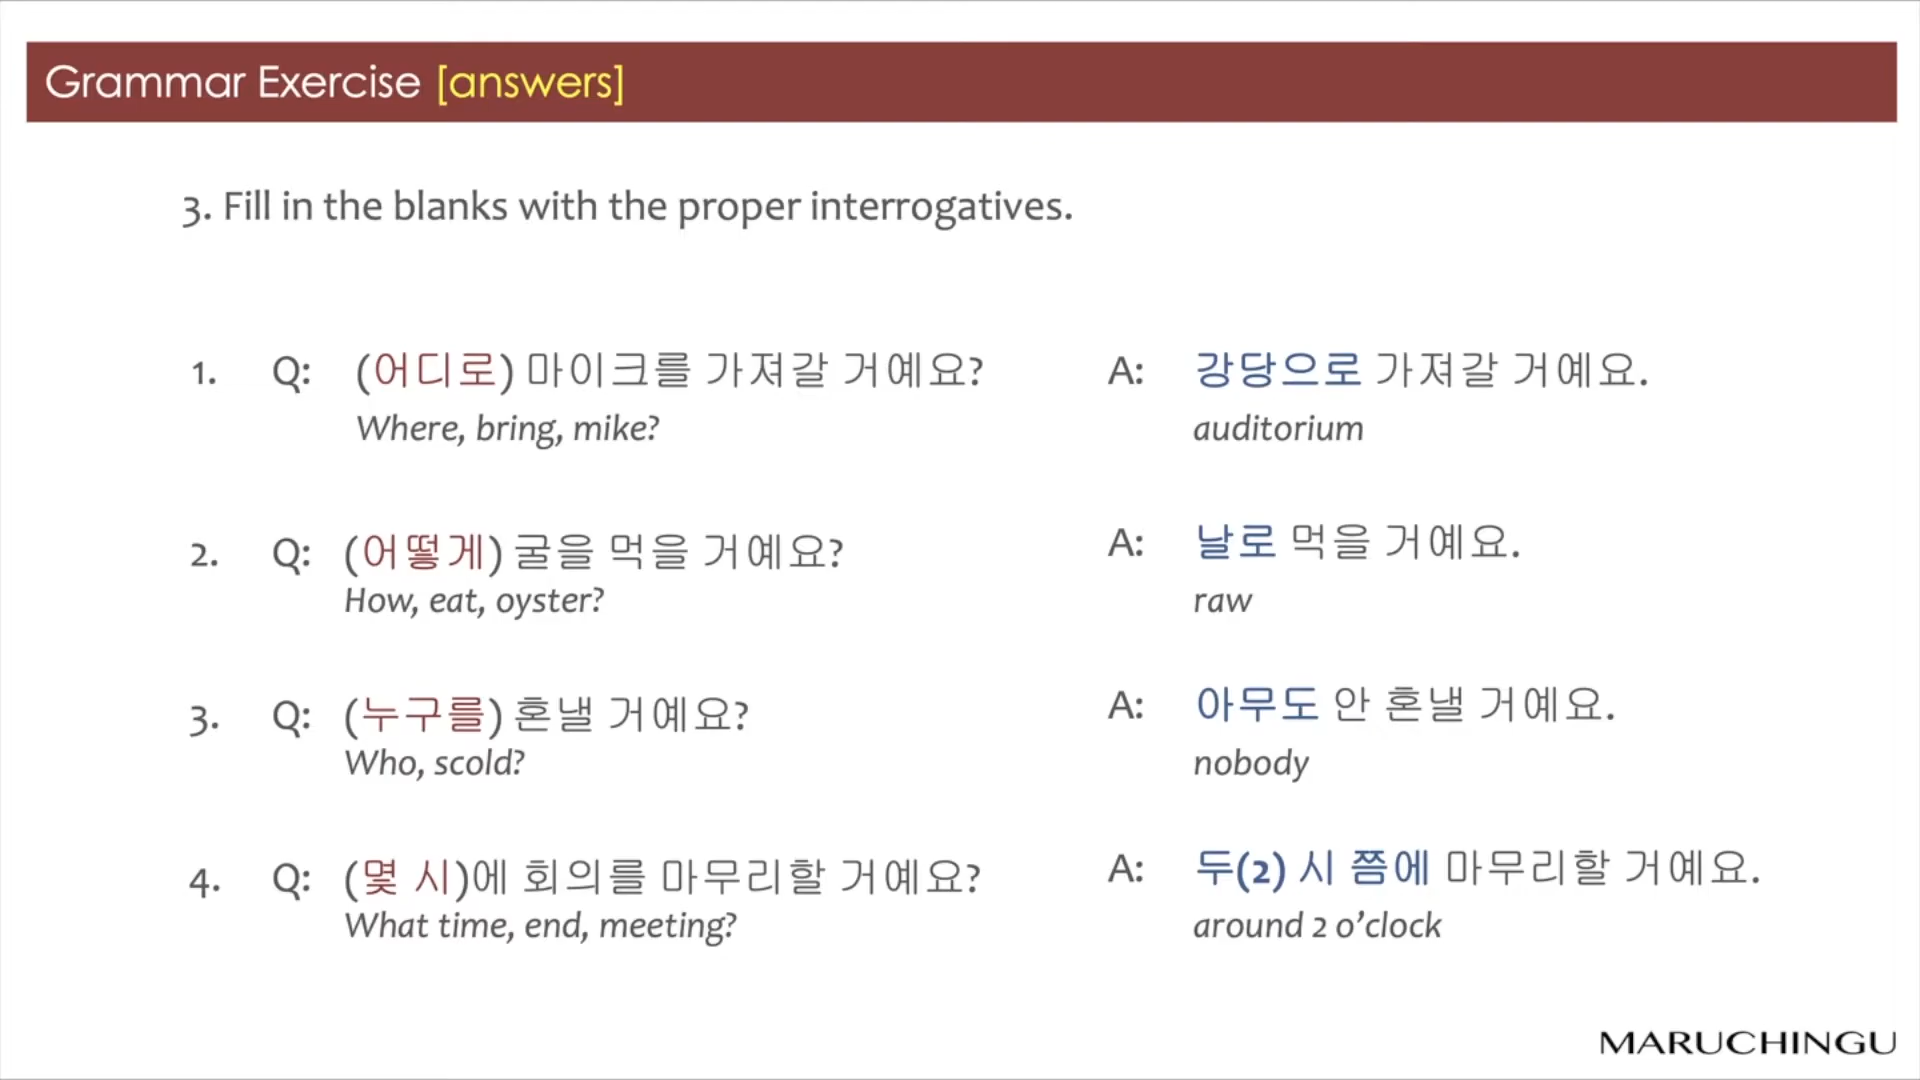 Grammar Exercise [answers]
3. Fill in the blanks with the proper interrogatives.
1. Q: (어디로) 마이크를 가져갈 거예요? A: 강당으로 가져갈 거예요.
Where, bring, mike? auditorium
2. Q: (어떻게) 굴을 먹을 거예요? A: 날로 먹을 거예요.
How, eat, oyster? raw
3. Q: (누구를) 혼낼 거예요? A: 아무도 안 혼낼 거예요.
Who, scold? nobody
4. Q: (몇 시)에 회의를 마무리할 거예요? A: 두(2) 시 쯤에 마무리할 거예요.
What time, end, meeting? around 2 o’clock
MARUCHINGU